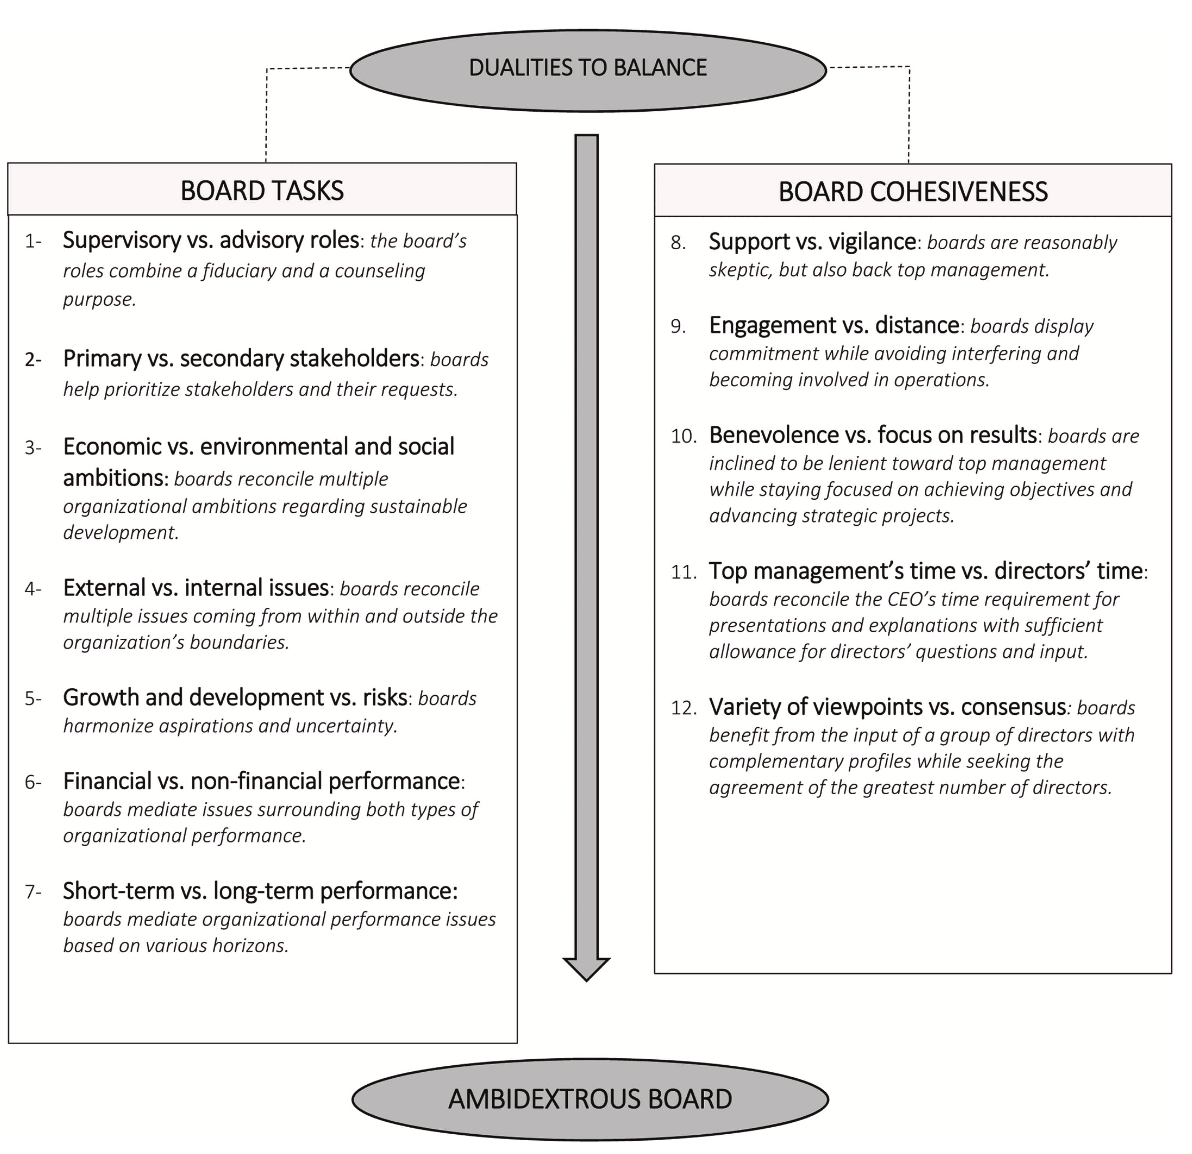 DUALITIES TO BALANCE
BOARD TASKS
1- Supervisory vs. advisory roles: the board's
roles combine a fiduciary and a counseling
purpose.
2- Primary vs. secondary stakeholders: boards
help prioritize stakeholders and their requests.
3- Economic vs. environmental and social
ambitions: boards reconcile multiple
organizational ambitions regarding sustainable
development.
4- External vs. internal issues: boards reconcile
multiple issues coming from within and outside the
organization's boundaries.
5- Growth and development vs. risks: boards
harmonize aspirations and uncertainty.
6- Financial vs. non-financial performance:
boards mediate issues surrounding both types of
organizational performance.
7- Short-term vs. long-term performance:
boards mediate organizational performance issues
based on various horizons.
BOARD COHESIVENESS
8. Support vs. vigilance: boards are reasonably
skeptic, but also back top management.
9. Engagement vs. distance: boards display
commitment while avoiding interfering and
becoming involved in operations.
10. Benevolence vs. focus on results: boards are
inclined to be lenient toward top management
while staying focused on achieving objectives and
advancing strategic projects.
11. Top management's time vs. directors' time:
boards reconcile the CEO's time requirement for
presentations and explanations with sufficient
allowance for directors' questions and input.
12. Variety of viewpoints vs. consensus: boards
benefit from the input of a group of directors with
complementary profiles while seeking the
agreement of the greatest number of directors.
AMBIDEXTROUS BOARD